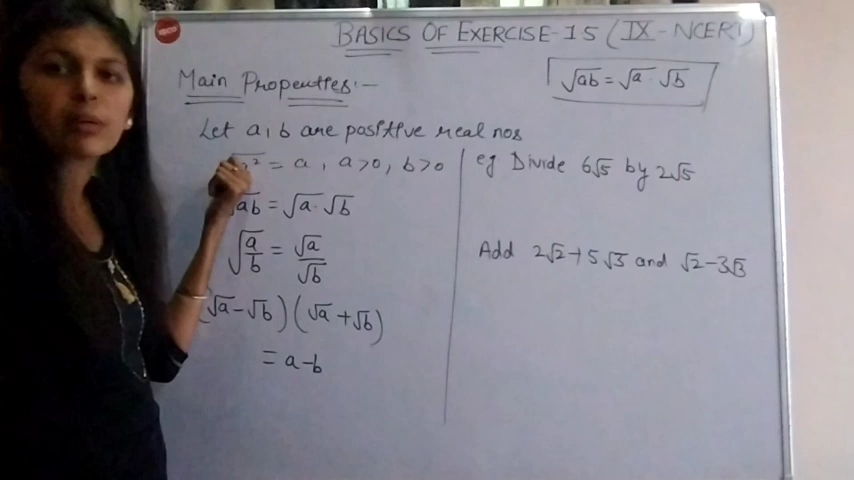 BASICS OF EXERCISE-1.5 (IX-NCERT)
√ab = √a · √b
Main Properties:-
Let a, b are positive real nos
√a² = a, a>0, b>0
√ab = √a · √b
√(a/b) = √a/√b
(√a-√b)(√a+√b)
= a-b
eg Divide 6√5 by 2√5
Add 2√2+5√3 and √2-3√3